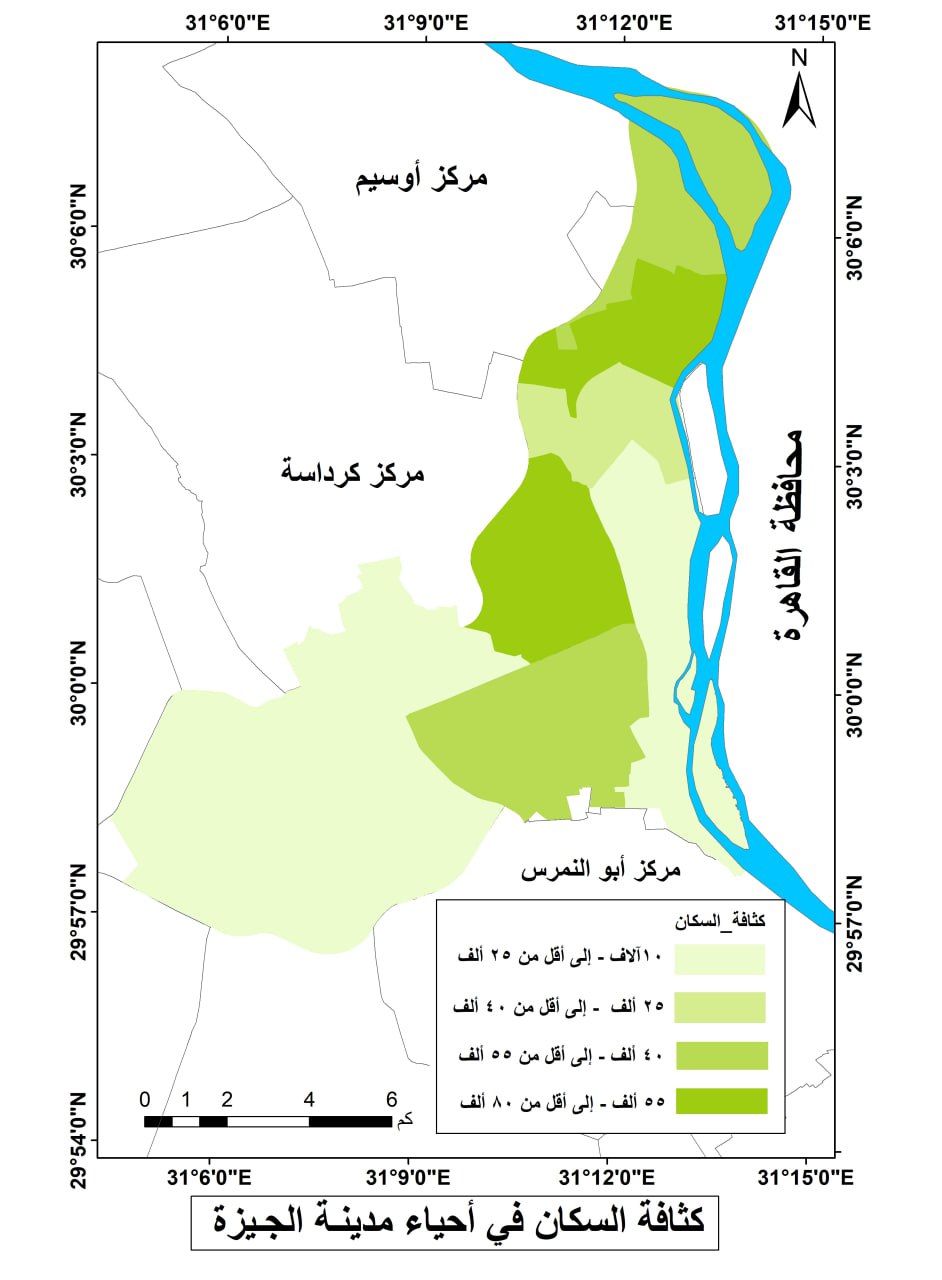 31°6'0"E 31°9'0"E 31°12'0"E 31°15'0"E
N
مركز أوسيم
30°6'0"N 30°6'0"N
مركز كرداسة
30°3'0"N 30°3'0"N
محافظة القاهرة
30°0'0"N 30°0'0"N
مركز أبو النمرس
29°57'0"N 29°57'0"N
كثافة_السكان
١٠آلاف - إلى أقل من ٢٥ ألف
٢٥ ألف - إلى أقل من ٤٠ ألف
٤٠ ألف - إلى أقل من ٥٥ ألف
٥٥ ألف - إلى أقل من ٨٠ ألف
0 1 2 4 6
كم
29°54'0"N
31°6'0"E 31°9'0"E 31°12'0"E 31°15'0"E
كثافة السكان في أحياء مدينة الجيزة